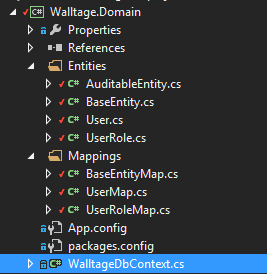 Walltage.Domain
Properties
References
Entities
AuditableEntity.cs
BaseEntity.cs
User.cs
UserRole.cs
Mappings
BaseEntityMap.cs
UserMap.cs
UserRoleMap.cs
App.config
packages.config
WalltageDbContext.cs